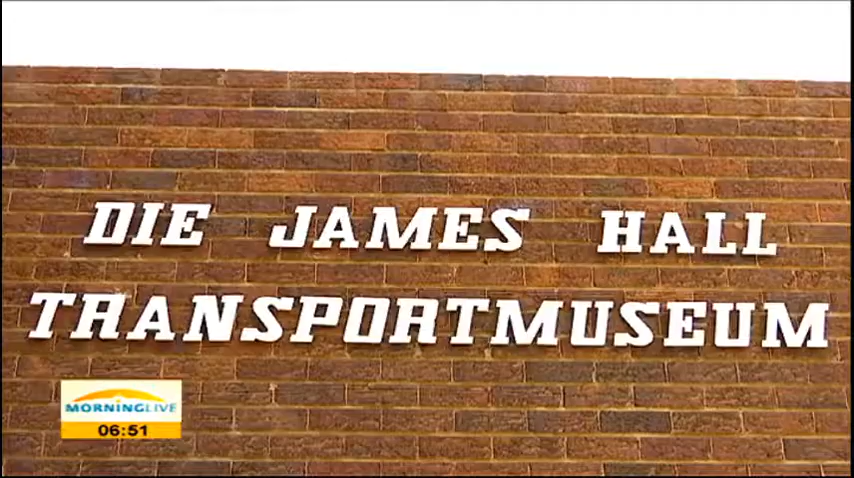 DIE JAMES HALL
TRANSPORTMUSEUM
MORNINGLIVE
06:51